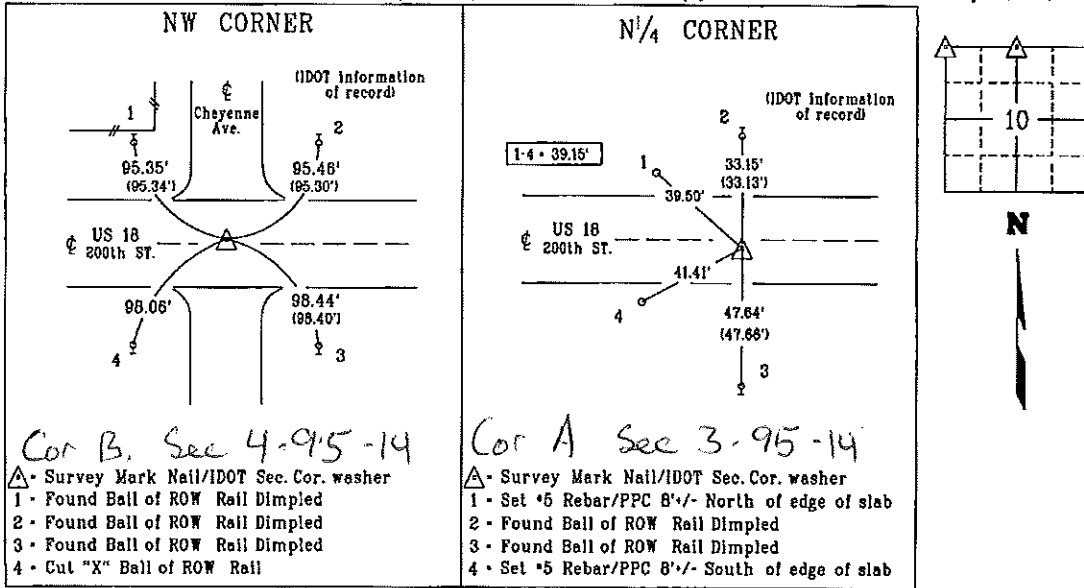 NW CORNER
(IDOT Information
of record)
℄
Cheyenne
Ave.
1
2
95.35'
(95.34')
95.46'
(95.30')
℄ US 18
200th ST.
98.06'
98.44'
(98.40')
4
3
Cor B. Sec 4-95-14
△- Survey Mark Nail/IDOT Sec. Cor. washer
1 - Found Ball of ROW Rail Dimpled
2 - Found Ball of ROW Rail Dimpled
3 - Found Ball of ROW Rail Dimpled
4 - Cut "X" Ball of ROW Rail
N1/4 CORNER
(IDOT Information
of record)
2
1-4 = 39.15'
1
33.15'
(33.13')
39.50'
℄ US 18
200th ST.
41.41'
4
47.64'
(47.66')
3
Cor A Sec 3-95-14
△- Survey Mark Nail/IDOT Sec. Cor. washer
1 - Set #5 Rebar/PPC 8'+/- North of edge of slab
2 - Found Ball of ROW Rail Dimpled
3 - Found Ball of ROW Rail Dimpled
4 - Set #5 Rebar/PPC 8'+/- South of edge of slab
10
N